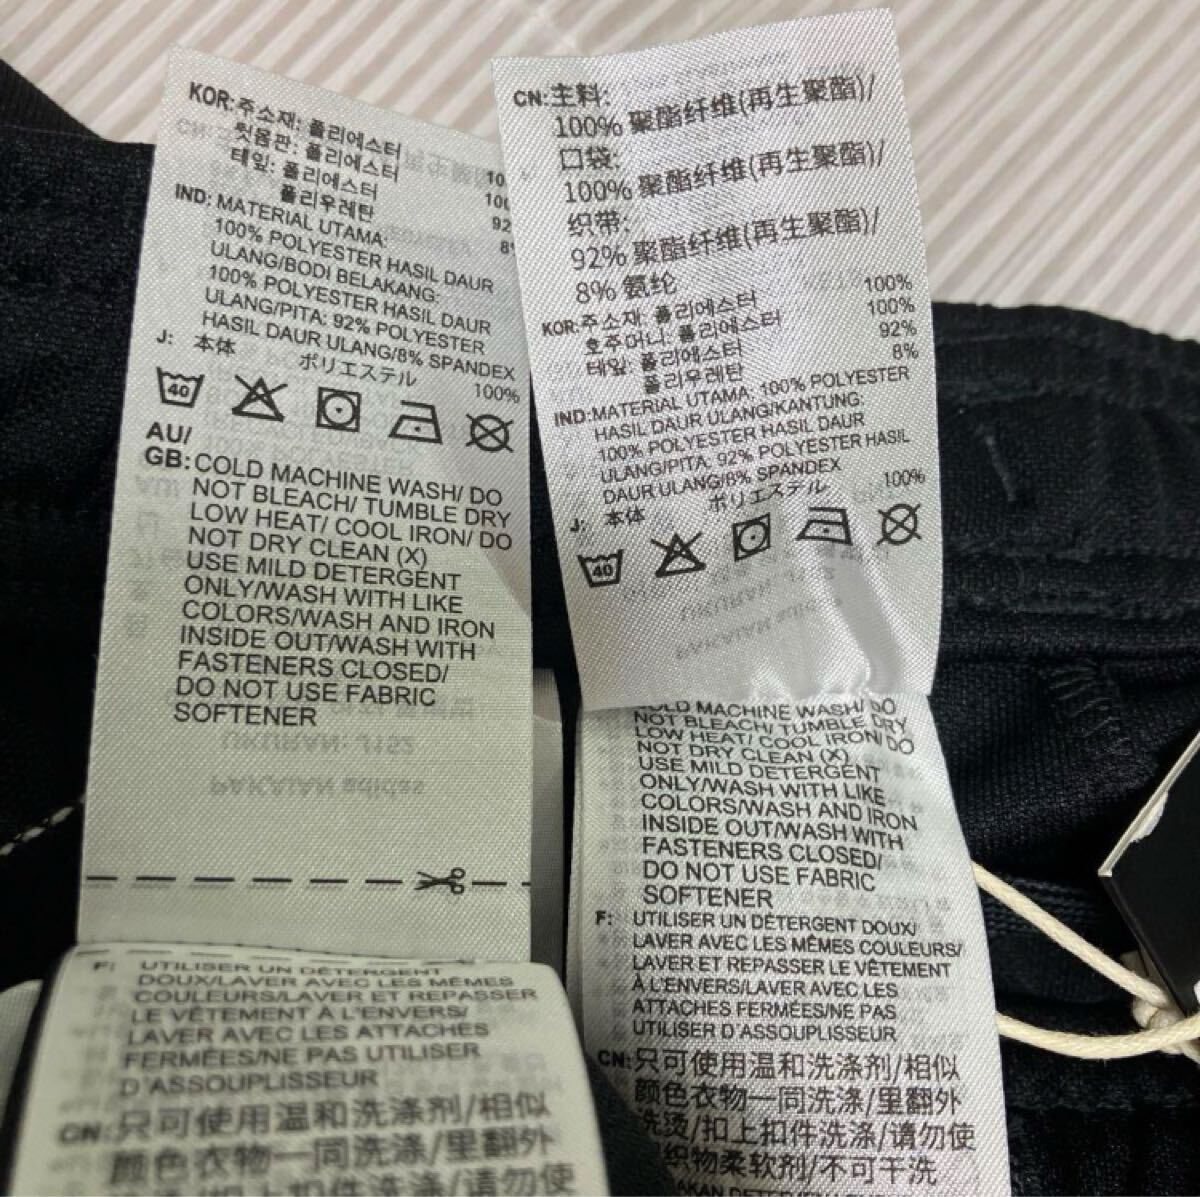 KOR:주소재: 폴리에스터
뒷몸판: 폴리에스터
테잎: 폴리에스터 92
폴리우레탄 8
IND: MATERIAL UTAMA:
100% POLYESTER HASIL DAUR
ULANG/BODI BELAKANG:
100% POLYESTER HASIL DAUR
ULANG/PITA: 92% POLYESTER
HASIL DAUR ULANG/8% SPANDEX
J: 本体 ポリエステル 100%
40
AU/
GB: COLD MACHINE WASH/ DO
NOT BLEACH/ TUMBLE DRY
LOW HEAT/ COOL IRON/ DO
NOT DRY CLEAN (X)
USE MILD DETERGENT
ONLY/WASH WITH LIKE
COLORS/WASH AND IRON
INSIDE OUT/WASH WITH
FASTENERS CLOSED/
DO NOT USE FABRIC
SOFTENER
UKURAN: J152
PAKAIAN adidas
F: UTILISER UN DÉTERGENT
DOUX/LAVER AVEC LES MÊMES
COULEURS/LAVER ET REPASSER
LE VÊTEMENT À L'ENVERS/
LAVER AVEC LES ATTACHES
FERMÉES/NE PAS UTILISER
D'ASSOUPLISSEUR
CN: 只可使用温和洗涤剂/相似
颜色衣物一同洗涤/里翻外
CN: 主料:
100% 聚酯纤维(再生聚酯)/
口袋:
100% 聚酯纤维(再生聚酯)/
织带:
92% 聚酯纤维(再生聚酯)/
8% 氨纶
KOR:주소재: 폴리에스터 100%
호주머니: 폴리에스터 100%
테잎: 폴리에스터 92%
폴리우레탄 8%
IND:MATERIAL UTAMA: 100% POLYESTER
HASIL DAUR ULANG/KANTUNG:
100% POLYESTER HASIL DAUR
ULANG/PITA: 92% POLYESTER HASIL
DAUR ULANG/8% SPANDEX
J: 本体 ポリエステル 100%
40
MACHINE WASH/ DO
NOT BLEACH/ TUMBLE DRY
LOW HEAT/ COOL IRON/ DO
NOT DRY CLEAN (X)
USE MILD DETERGENT
ONLY/WASH WITH LIKE
COLORS/WASH AND IRON
INSIDE OUT/WASH WITH
FASTENERS CLOSED/
DO NOT USE FABRIC
SOFTENER
F: UTILISER UN DÉTERGENT DOUX/
LAVER AVEC LES MÊMES COULEURS/
LAVER ET REPASSER LE VÊTEMENT
À L'ENVERS/LAVER AVEC LES
ATTACHES FERMÉES/NE PAS
UTILISER D'ASSOUPLISSEUR
CN: 只可使用温和洗涤剂/相似
颜色衣物一同洗涤/里翻外
洗烫/扣上扣件洗涤/请勿使
织物柔软剂/不可干洗